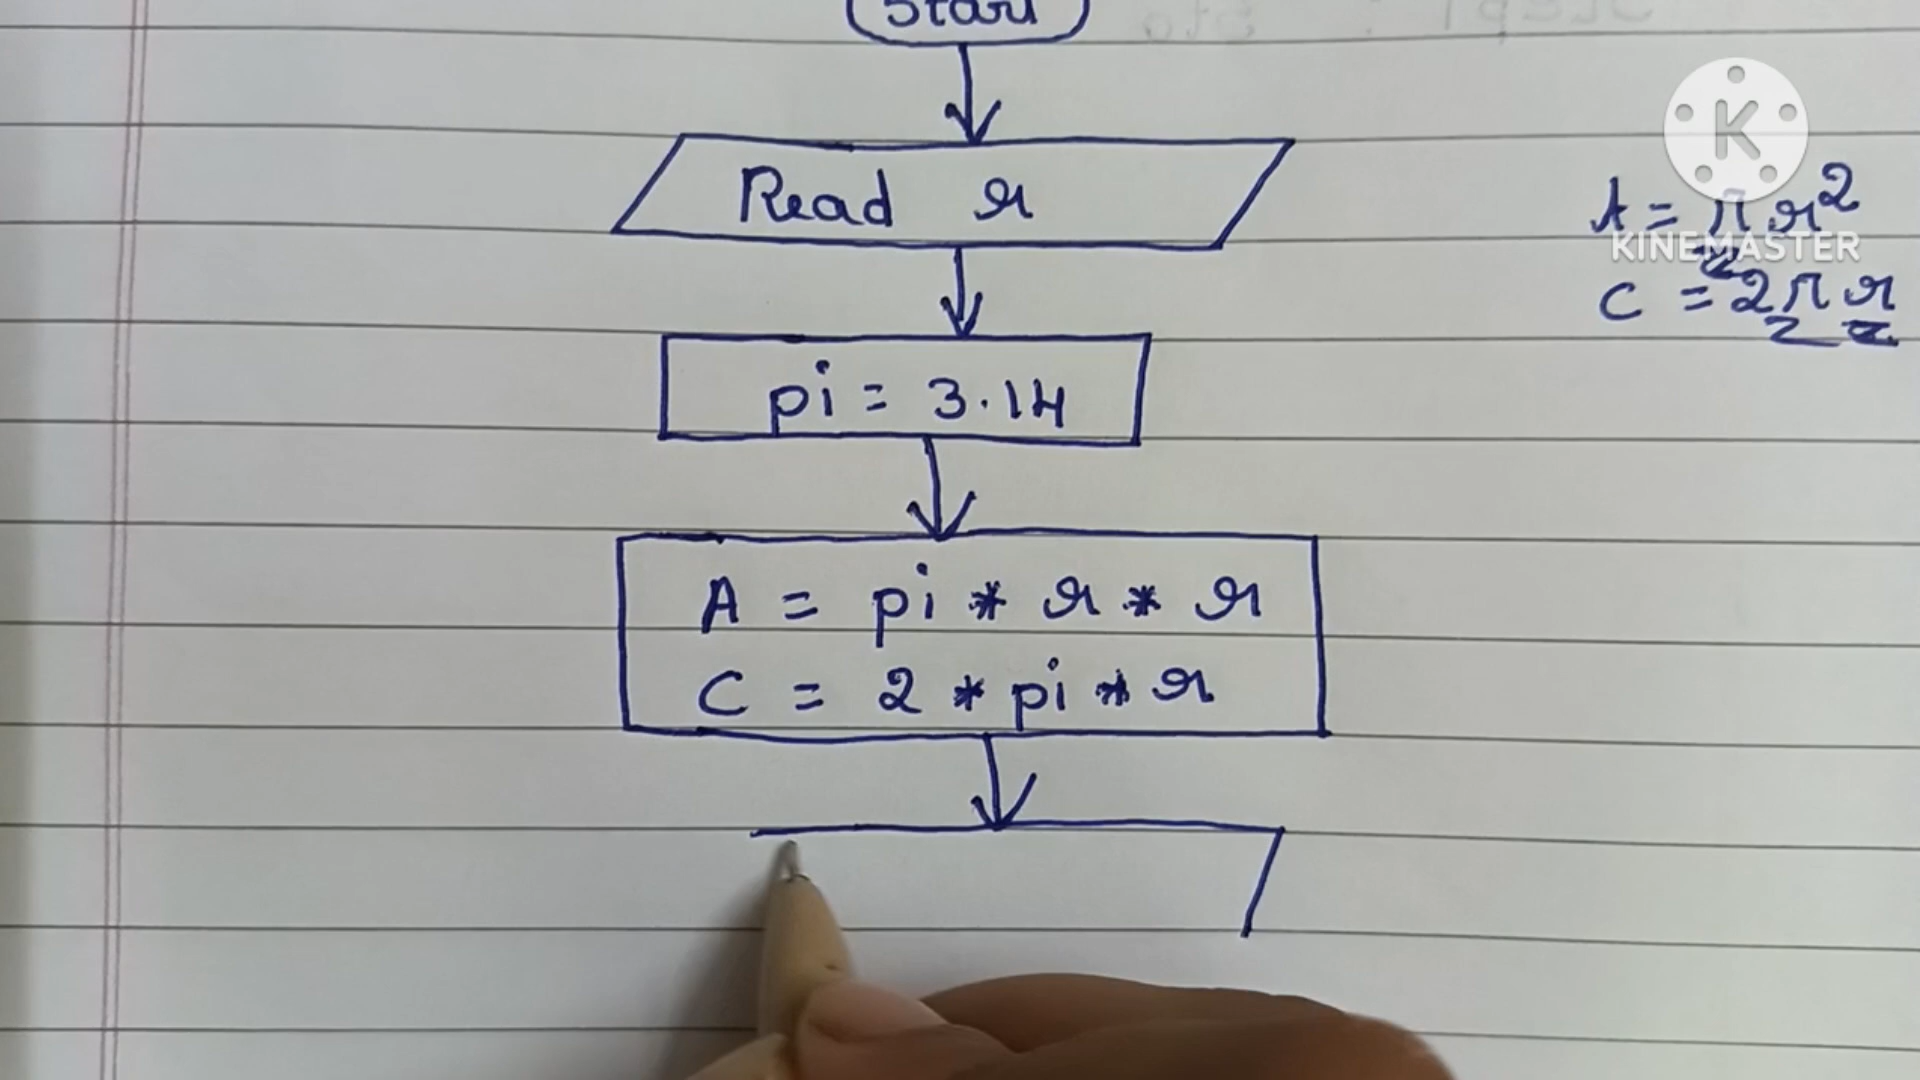 Start
Read r
pi = 3.14
A = pi * r * r
C = 2 * pi * r
A = πr²
C = 2πr
K
KINEMASTER